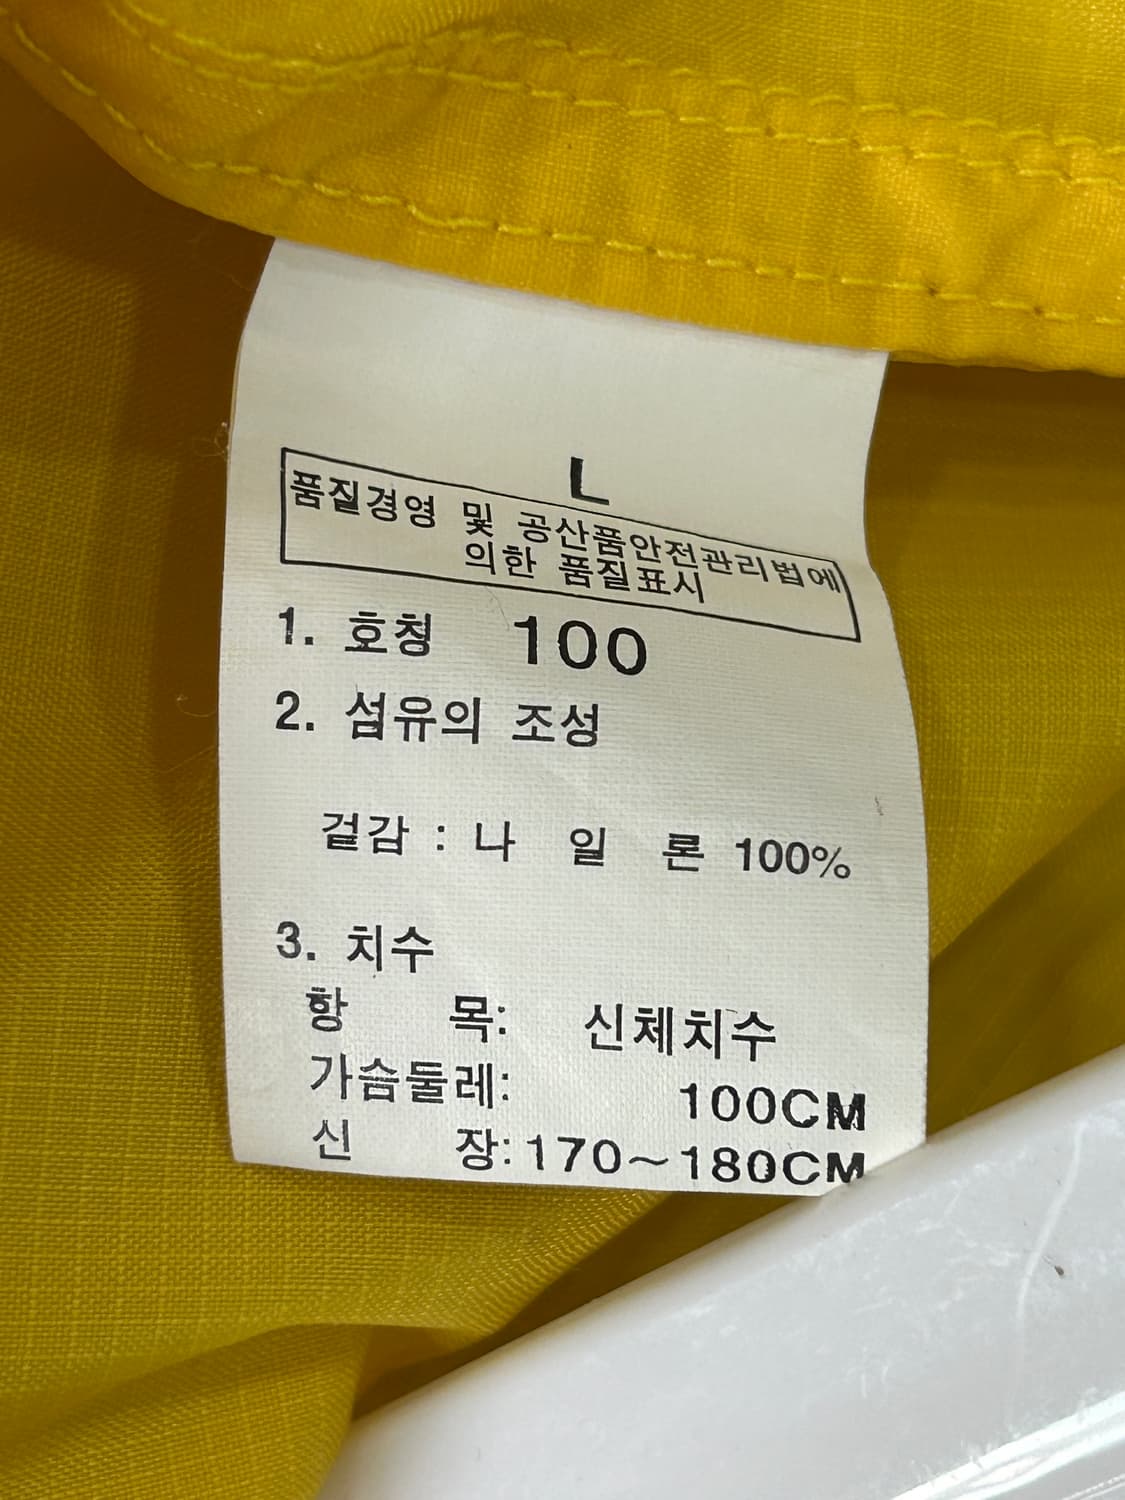 L
품질경영 및 공산품안전관리법에
의한 품질표시
1. 호칭 100
2. 섬유의 조성
겉감 : 나 일 론 100%
3. 치수
항 목: 신체치수
가슴둘레: 100CM
신 장: 170~180CM